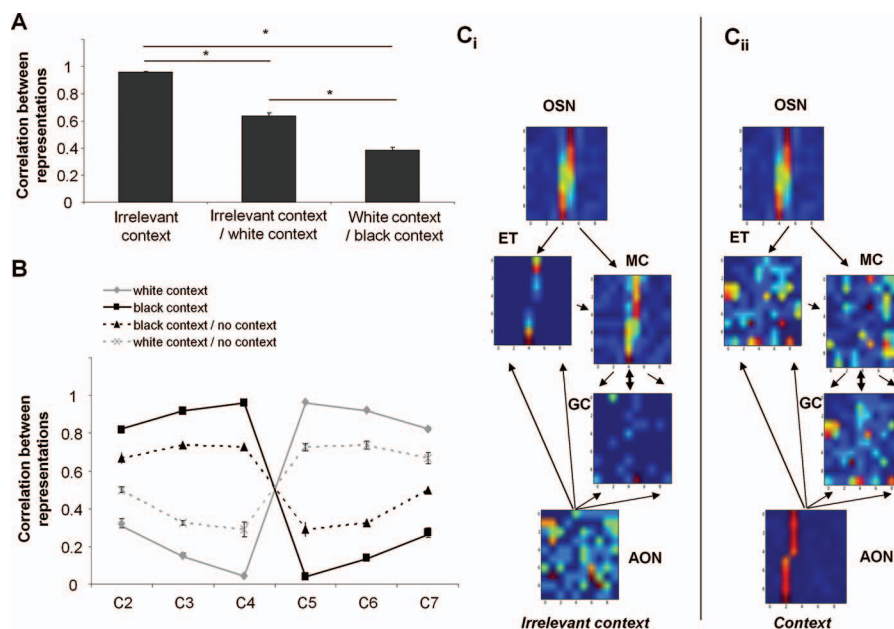 A
Correlation between representations
1
0.8
0.6
0.4
0.2
0
*
*
*
Irrelevant context
Irrelevant context / white context
White context / black context
B
white context
black context
black context / no context
white context / no context
Correlation between representations
1
0.8
0.6
0.4
0.2
0
C2 C3 C4 C5 C6 C7
Ci
OSN
ET
MC
GC
AON
Irrelevant context
Cii
OSN
ET
MC
GC
AON
Context